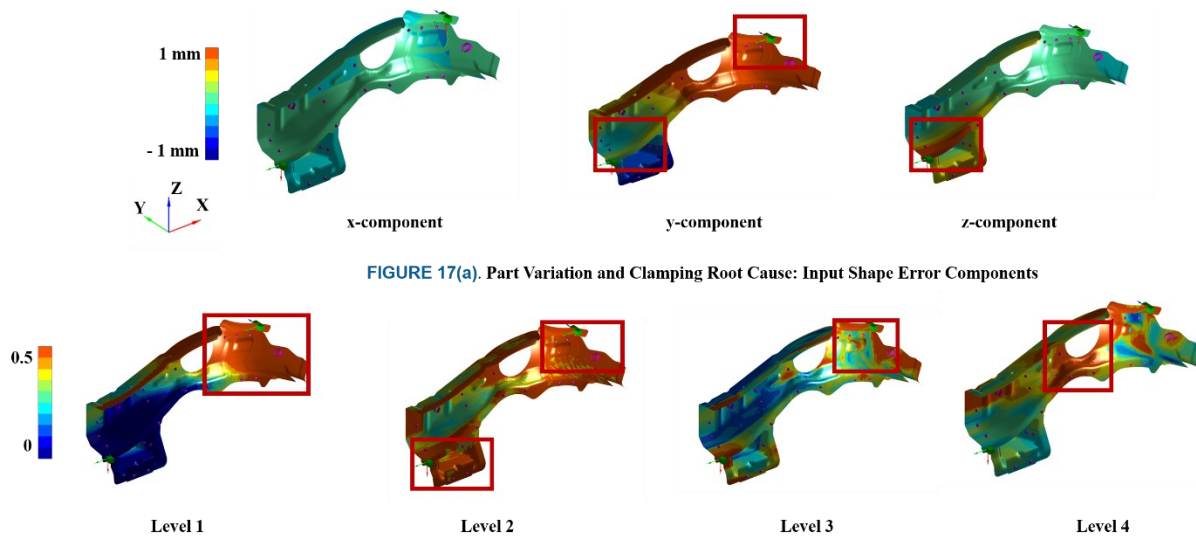 1 mm
- 1 mm
Z
Y
X
x-component
y-component
z-component
FIGURE 17(a). Part Variation and Clamping Root Cause: Input Shape Error Components
0.5
0
Level 1
Level 2
Level 3
Level 4